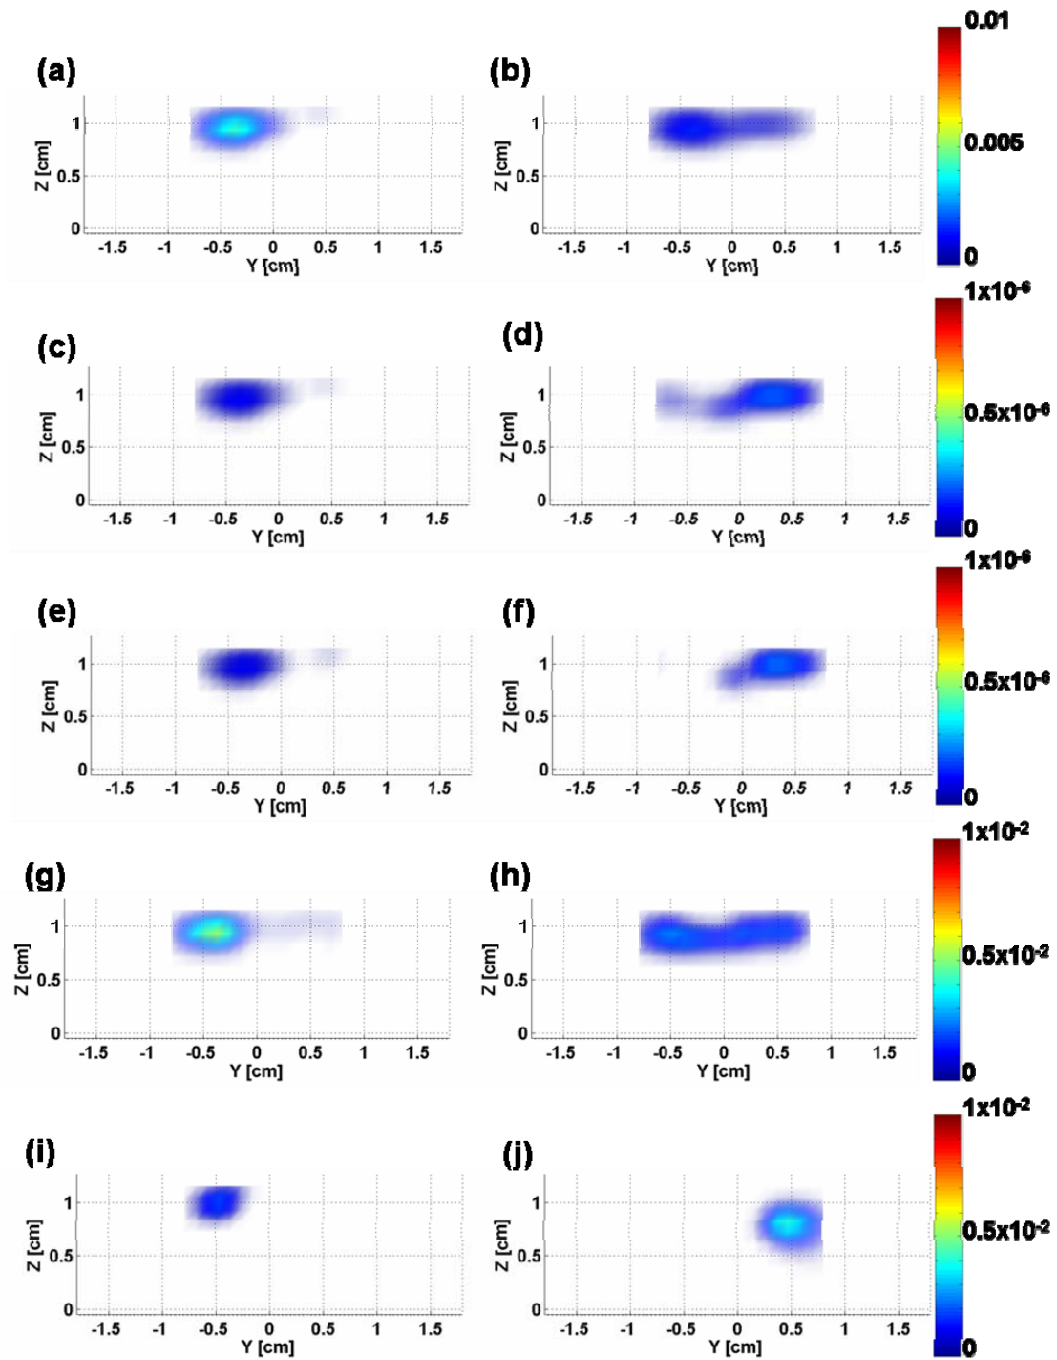 0.01
(a) (b)
Z [cm] 1 0.5 0 Z [cm] 1 0.5 0 0.005
-1.5 -1 -0.5 0 0.5 1 1.5 -1.5 -1 -0.5 0 0.5 1 1.5 0
Y [cm] Y [cm]
1x10-6
(c) (d)
Z [cm] 1 0.5 0 Z [cm] 1 0.5 0 0.5x10-6
-1.5 -1 -0.5 0 0.5 1 1.5 -1.5 -1 -0.5 0 0.5 1 1.5 0
Y [cm] Y [cm]
1x10-6
(e) (f)
Z [cm] 1 0.5 0 Z [cm] 1 0.5 0 0.5x10-6
-1.5 -1 -0.5 0 0.5 1 1.5 -1.5 -1 -0.5 0 0.5 1 1.5 0
Y [cm] Y [cm]
1x10-2
(g) (h)
Z [cm] 1 0.5 0 Z [cm] 1 0.5 0 0.5x10-2
-1.5 -1 -0.5 0 0.5 1 1.5 -1.5 -1 -0.5 0 0.5 1 1.5 0
Y [cm] Y [cm]
1x10-2
(i) (j)
Z [cm] 1 0.5 0 Z [cm] 1 0.5 0 0.5x10-2
-1.5 -1 -0.5 0 0.5 1 1.5 -1.5 -1 -0.5 0 0.5 1 1.5 0
Y [cm] Y [cm]